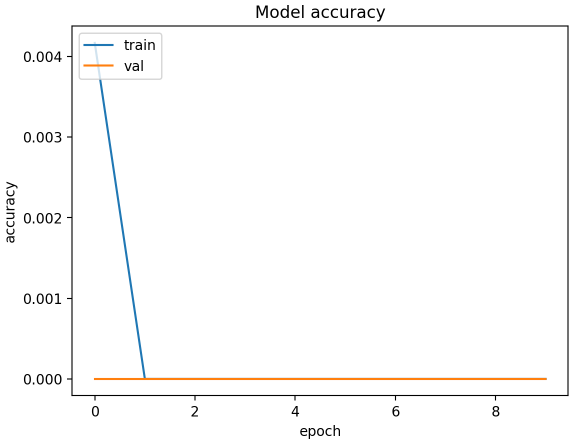 Model accuracy
train
val
0.004
0.003
0.002
0.001
0.000
accuracy
0 2 4 6 8
epoch